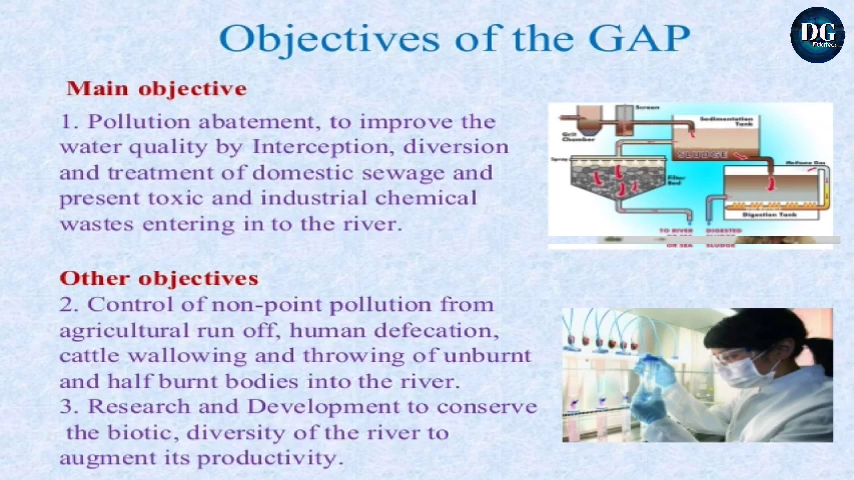 Objectives of the GAP
DG
Main objective
1. Pollution abatement, to improve the
water quality by Interception, diversion
and treatment of domestic sewage and
present toxic and industrial chemical
wastes entering in to the river.
Screen
Grit
Chamber
Sedimentation
Tank
SLUDGE
Spray
Filter
Bed
Methane Gas
Digestion Tank
TO RIVER
OR SEA
DIGESTED
SLUDGE
Other objectives
2. Control of non-point pollution from
agricultural run off, human defecation,
cattle wallowing and throwing of unburnt
and half burnt bodies into the river.
3. Research and Development to conserve
the biotic, diversity of the river to
augment its productivity.